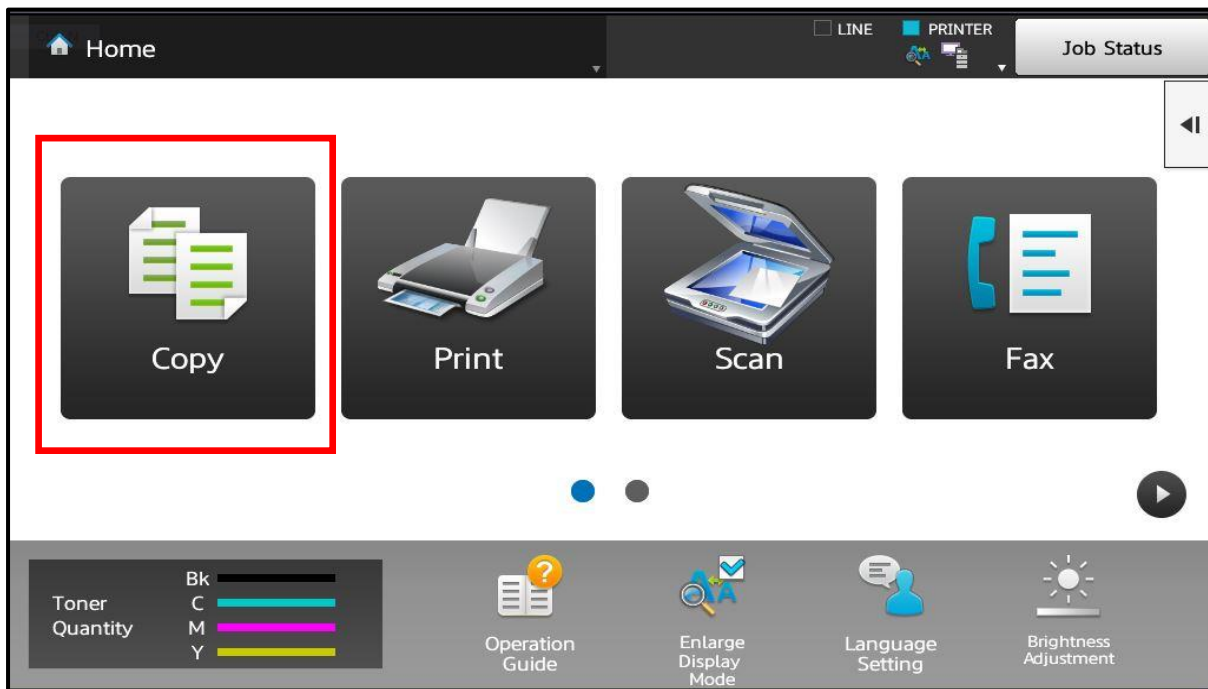 Home
LINE
PRINTER
Job Status
Copy
Print
Scan
Fax
Toner
Quantity
Bk
C
M
Y
Operation
Guide
Enlarge
Display
Mode
Language
Setting
Brightness
Adjustment